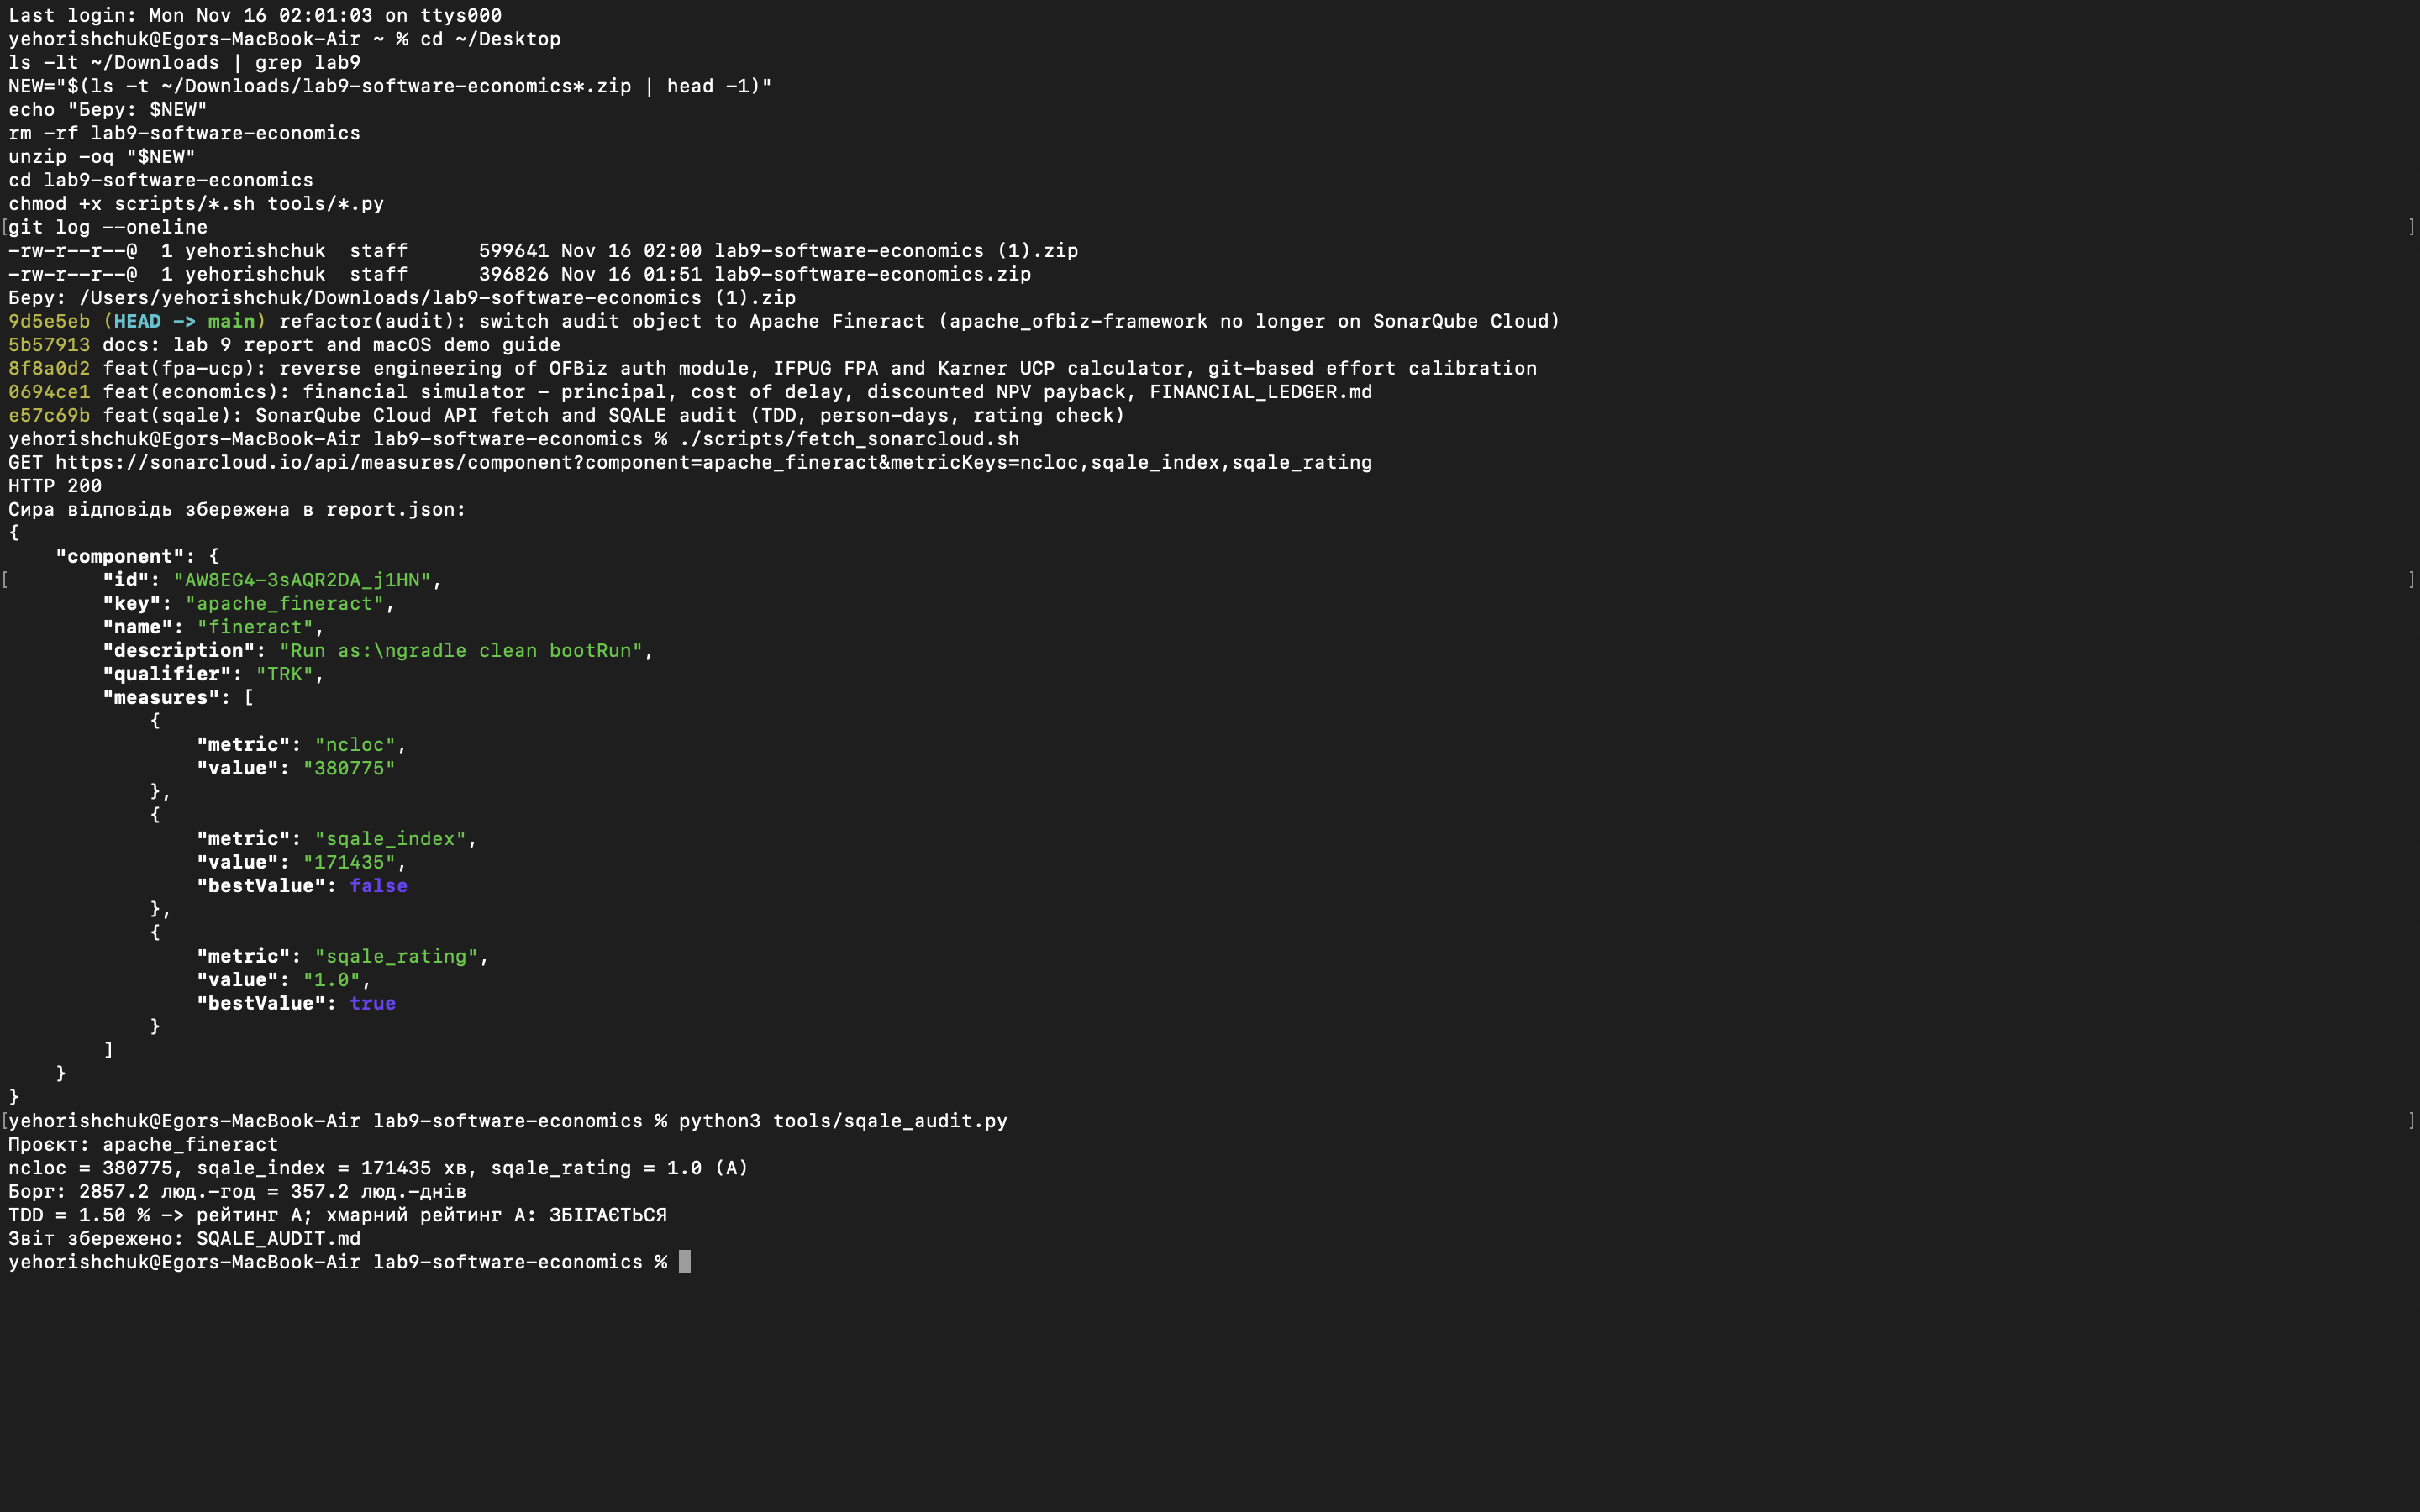 Last login: Mon Nov 16 02:01:03 on ttys000
yehorishchuk@Egors-MacBook-Air ~ % cd ~/Desktop
ls -lt ~/Downloads | grep lab9
NEW="$(ls -t ~/Downloads/lab9-software-economics*.zip | head -1)"
echo "Беру: $NEW"
rm -rf lab9-software-economics
unzip -oq "$NEW"
cd lab9-software-economics
chmod +x scripts/*.sh tools/*.py
[git log --oneline ]
-rw-r--r--@  1 yehorishchuk  staff      599641 Nov 16 02:00 lab9-software-economics (1).zip
-rw-r--r--@  1 yehorishchuk  staff      396826 Nov 16 01:51 lab9-software-economics.zip
Беру: /Users/yehorishchuk/Downloads/lab9-software-economics (1).zip
9d5e5eb (HEAD -> main) refactor(audit): switch audit object to Apache Fineract (apache_ofbiz-framework no longer on SonarQube Cloud)
5b57913 docs: lab 9 report and macOS demo guide
8f8a0d2 feat(fpa-ucp): reverse engineering of OFBiz auth module, IFPUG FPA and Karner UCP calculator, git-based effort calibration
0694ce1 feat(economics): financial simulator - principal, cost of delay, discounted NPV payback, FINANCIAL_LEDGER.md
e57c69b feat(sqale): SonarQube Cloud API fetch and SQALE audit (TDD, person-days, rating check)
yehorishchuk@Egors-MacBook-Air lab9-software-economics % ./scripts/fetch_sonarcloud.sh
GET https://sonarcloud.io/api/measures/component?component=apache_fineract&metricKeys=ncloc,sqale_index,sqale_rating
HTTP 200
Сира відповідь збережена в report.json:
{
    "component": {
[       "id": "AW8EG4-3sAQR2DA_j1HN", ]
        "key": "apache_fineract",
        "name": "fineract",
        "description": "Run as:\ngradle clean bootRun",
        "qualifier": "TRK",
        "measures": [
            {
                "metric": "ncloc",
                "value": "380775"
            },
            {
                "metric": "sqale_index",
                "value": "171435",
                "bestValue": false
            },
            {
                "metric": "sqale_rating",
                "value": "1.0",
                "bestValue": true
            }
        ]
    }
}
[yehorishchuk@Egors-MacBook-Air lab9-software-economics % python3 tools/sqale_audit.py ]
Проєкт: apache_fineract
ncloc = 380775, sqale_index = 171435 хв, sqale_rating = 1.0 (A)
Борг: 2857.2 люд.-год = 357.2 люд.-днів
TDD = 1.50 % -> рейтинг A; хмарний рейтинг A: ЗБІГАЄТЬСЯ
Звіт збережено: SQALE_AUDIT.md
yehorishchuk@Egors-MacBook-Air lab9-software-economics %